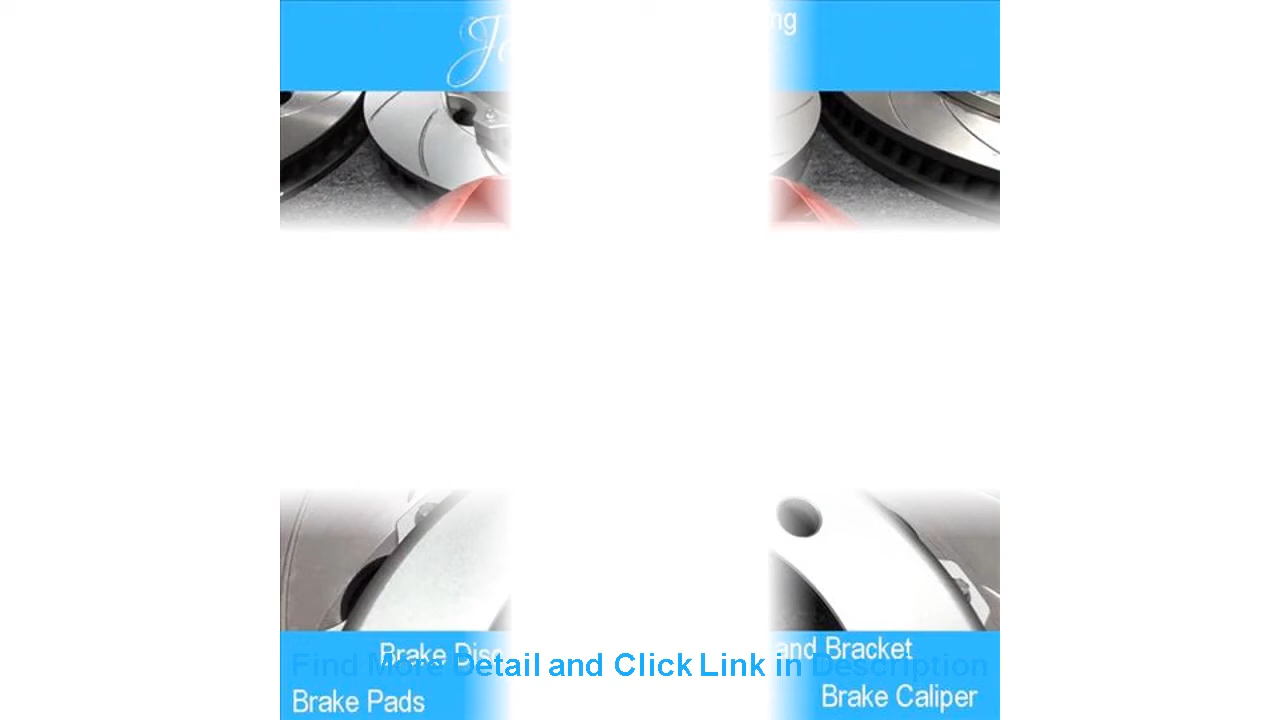 Brake Disc
and Bracket
Find More Detail and Click Link in Description
Brake Pads
Brake Caliper